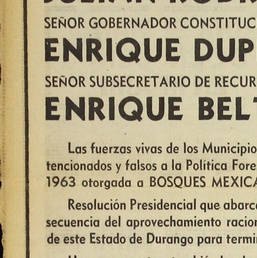 SEÑOR GOBERNADOR CONSTITUC
ENRIQUE DUP
SEÑOR SUBSECRETARIO DE RECUR
ENRIQUE BEL
Las fuerzas vivas de los Municipio
tencionados y falsos a la Política Fore
1963 otorgada a BOSQUES MEXICA
Resolución Presidencial que abarc
secuencia del aprovechamiento racion
de este Estado de Durango para termi